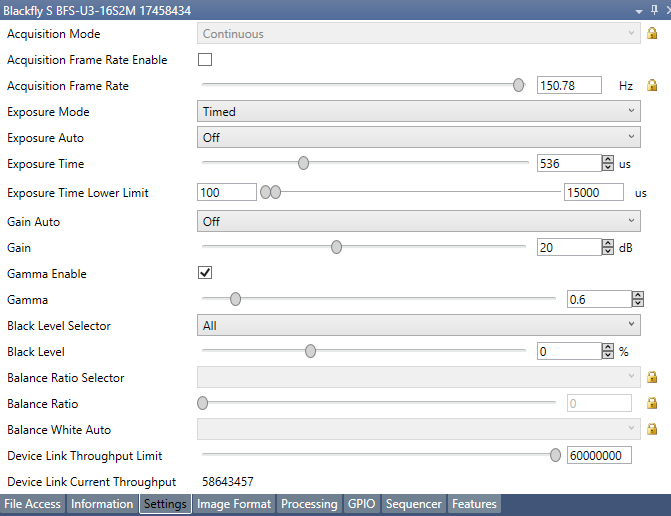 Blackfly S BFS-U3-16S2M 17458434
Acquisition Mode Continuous
Acquisition Frame Rate Enable
Acquisition Frame Rate 150.78 Hz
Exposure Mode Timed
Exposure Auto Off
Exposure Time 536 us
Exposure Time Lower Limit 100 15000 us
Gain Auto Off
Gain 20 dB
Gamma Enable
Gamma 0.6
Black Level Selector All
Black Level 0 %
Balance Ratio Selector
Balance Ratio 0
Balance White Auto
Device Link Throughput Limit 60000000
Device Link Current Throughput 58643457
File Access Information Settings Image Format Processing GPIO Sequencer Features